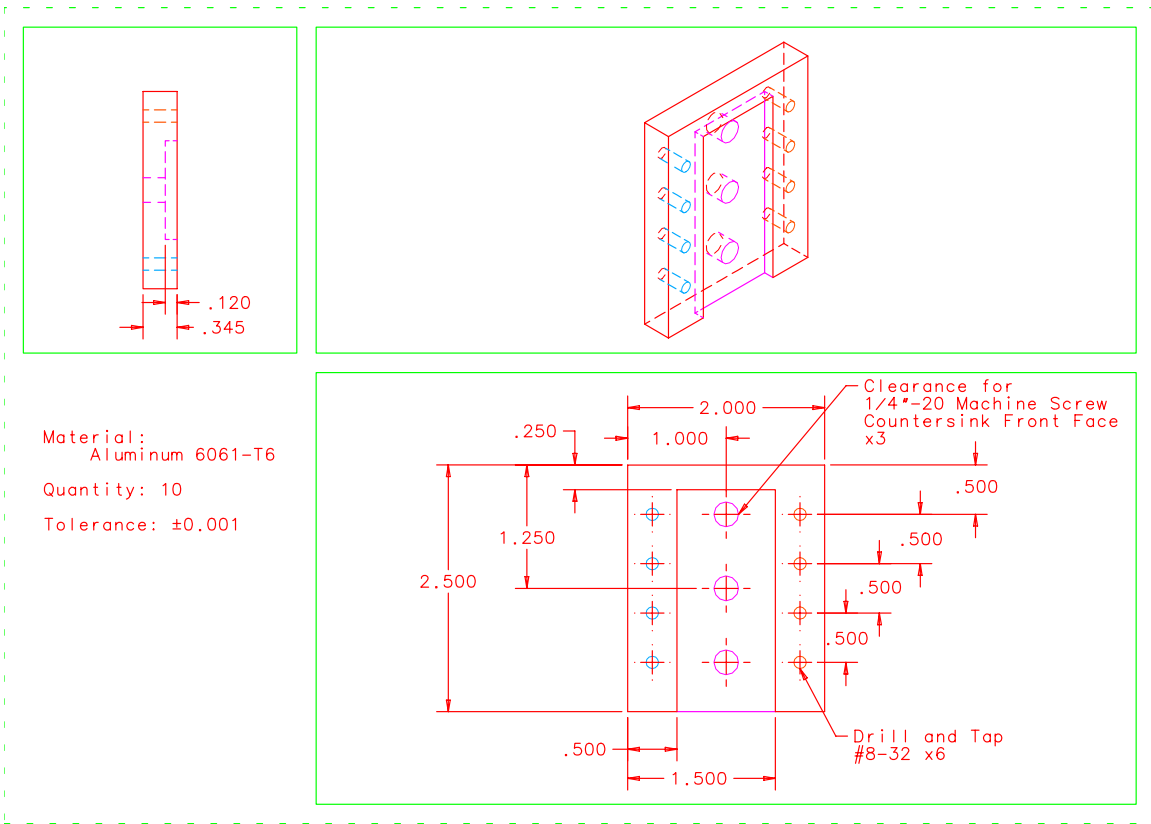 .120
.345
Material:
Aluminum 6061-T6
Quantity: 10
Tolerance: ±0.001
Clearance for
1/4"-20 Machine Screw
Countersink Front Face
x3
2.000
.250
1.000
.500
1.250
.500
2.500
.500
.500
Drill and Tap
#8-32 x6
.500
1.500